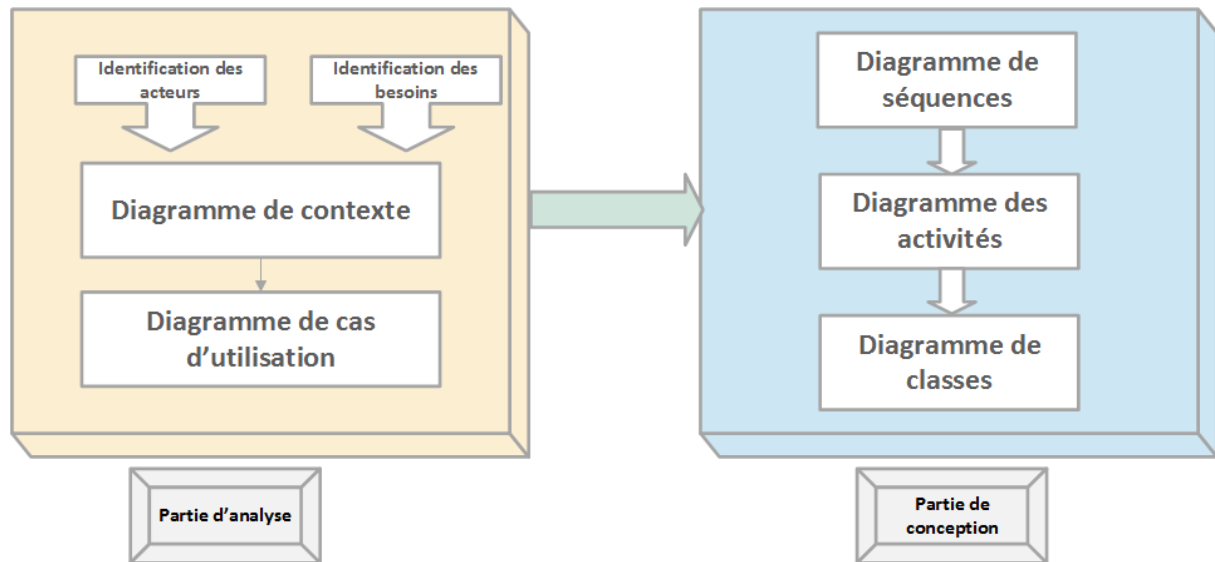 Identification des
acteurs
Identification des
besoins
Diagramme de contexte
Diagramme de cas
d’utilisation
Partie d’analyse
Diagramme de
séquences
Diagramme des
activités
Diagramme de
classes
Partie de
conception